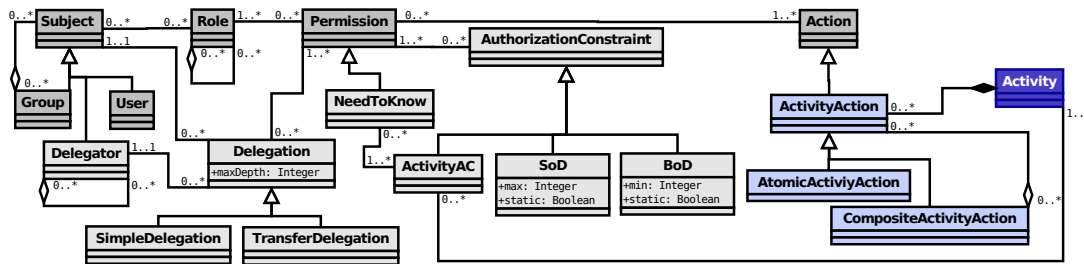 Subject
Role
Permission
Action
0..*
0..*
0..*
1..*
0..*
0..*
1..*
1..1
0..*
0..*
1..*
1..*
0..*
AuthorizationConstraint
0..*
Group
User
NeedToKnow
ActivityAction
Activity
0..*
0..*
1..
Delegator
1..1
0..*
0..*
Delegation
+maxDepth: Integer
0..*
1..*
ActivityAC
SoD
+max: Integer
+static: Boolean
BoD
+min: Integer
+static: Boolean
0..*
0..*
0..*
0..*
AtomicActiviyAction
0..*
CompositeActivityAction
SimpleDelegation
TransferDelegation